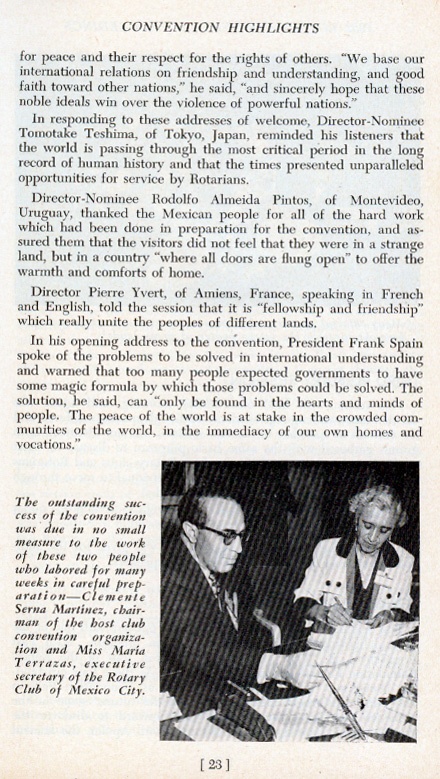 CONVENTION HIGHLIGHTS
for peace and their respect for the rights of others. "We base our
international relations on friendship and understanding, and good
faith toward other nations," he said, "and sincerely hope that these
noble ideals win over the violence of powerful nations."
In responding to these addresses of welcome, Director-Nominee
Tomotake Teshima, of Tokyo, Japan, reminded his listeners that
the world is passing through the most critical period in the long
record of human history and that the times presented unparalleled
opportunities for service by Rotarians.
Director-Nominee Rodolfo Almeida Pintos, of Montevideo,
Uruguay, thanked the Mexican people for all of the hard work
which had been done in preparation for the convention, and as-
sured them that the visitors did not feel that they were in a strange
land, but in a country "where all doors are flung open" to offer the
warmth and comforts of home.
Director Pierre Yvert, of Amiens, France, speaking in French
and English, told the session that it is "fellowship and friendship"
which really unite the peoples of different lands.
In his opening address to the convention, President Frank Spain
spoke of the problems to be solved in international understanding
and warned that too many people expected governments to have
some magic formula by which those problems could be solved. The
solution, he said, can "only be found in the hearts and minds of
people. The peace of the world is at stake in the crowded com-
munities of the world, in the immediacy of our own homes and
vocations."
The outstanding suc-
cess of the convention
was due in no small
measure to the work
of these two people
who labored for many
weeks in careful prep-
aration—Clemente
Serna Martínez, chair-
man of the host club
convention organiza-
tion and Miss María
Terrazas, executive
secretary of the Rotary
Club of Mexico City.
[ 23 ]